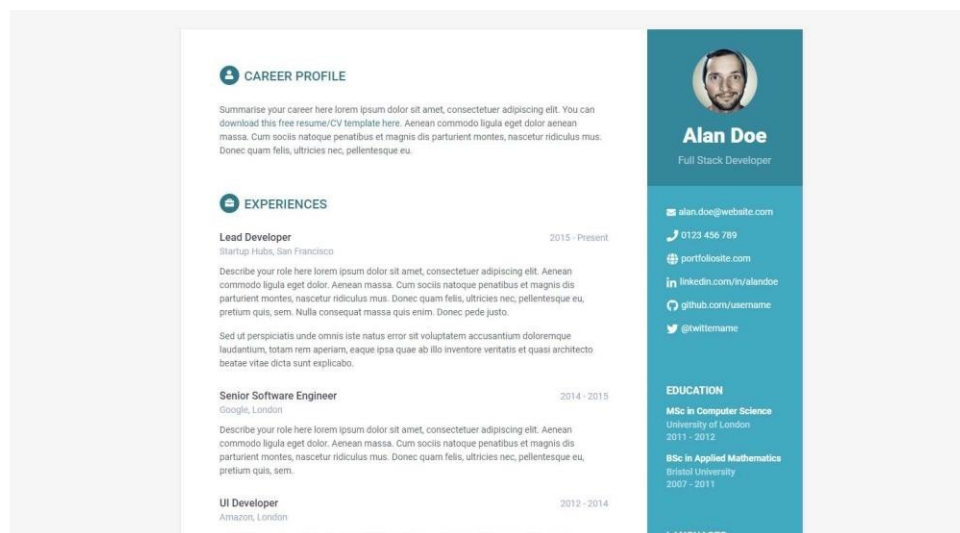 CAREER PROFILE
Summarise your career here lorem ipsum dolor sit amet, consectetuer adipiscing elit. You can
download this free resume/CV template here. Aenean commodo ligula eget dolor aenean
massa. Cum sociis natoque penatibus et magnis dis parturient montes, nascetur ridiculus mus.
Donec quam felis, ultricies nec, pellentesque eu.
EXPERIENCES
Lead Developer
2015 - Present
Startup Hubs, San Francisco
Describe your role here lorem ipsum dolor sit amet, consectetuer adipiscing elit. Aenean
commodo ligula eget dolor. Aenean massa. Cum sociis natoque penatibus et magnis dis
parturient montes, nascetur ridiculus mus. Donec quam felis, ultricies nec, pellentesque eu,
pretium quis, sem. Nulla consequat massa quis enim. Donec pede justo.
Sed ut perspiciatis unde omnis iste natus error sit voluptatem accusantium doloremque
laudantium, totam rem aperiam, eaque ipsa quae ab illo inventore veritatis et quasi architecto
beatae vitae dicta sunt explicabo.
Senior Software Engineer
2014 - 2015
Google, London
Describe your role here lorem ipsum dolor sit amet, consectetuer adipiscing elit. Aenean
commodo ligula eget dolor. Aenean massa. Cum sociis natoque penatibus et magnis dis
parturient montes, nascetur ridiculus mus. Donec quam felis, ultricies nec, pellentesque eu,
pretium quis, sem.
UI Developer
2012 - 2014
Amazon, London
Alan Doe
Full Stack Developer
alan.doe@website.com
0123 456 789
portfoliosite.com
linkedin.com/in/alandoe
github.com/username
@twittername
EDUCATION
MSc in Computer Science
University of London
2011 - 2012
BSc in Applied Mathematics
Bristol University
2007 - 2011